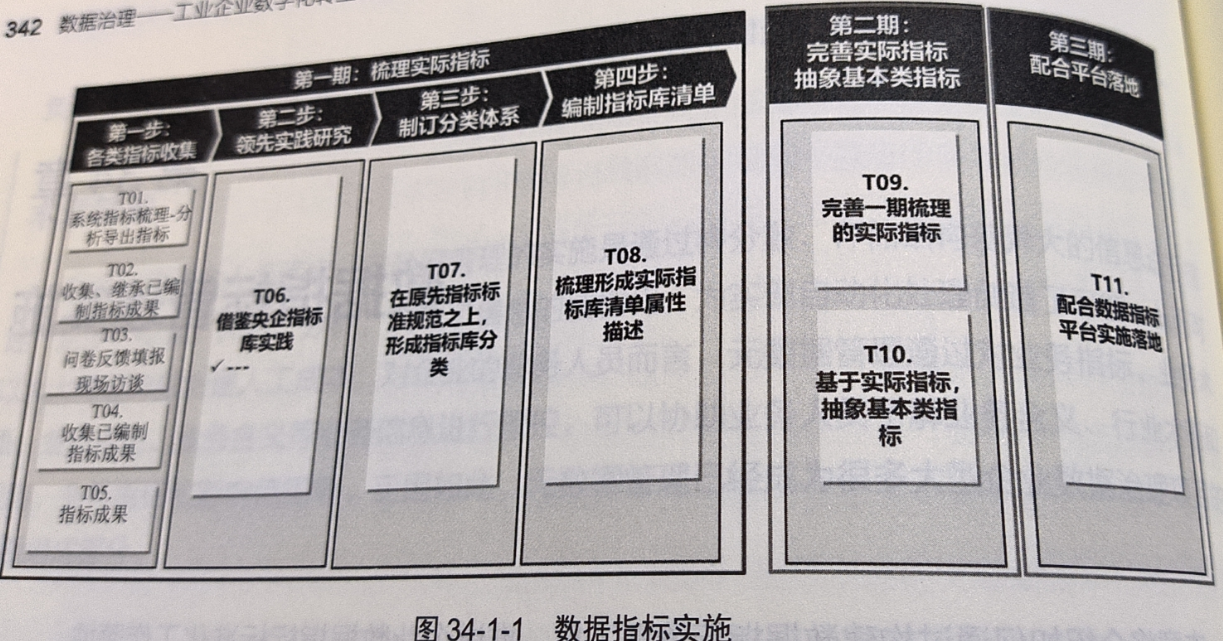 342 数据治理——工业企业数字化转型
第一期：梳理实际指标
第一步：
各类指标收集
T01.
系统指标梳理-分
析导出指标
T02.
收集、继承已编
制指标成果
T03.
问卷反馈填报
现场访谈
T04.
收集已编制
指标成果
T05.
指标成果
第二步：
领先实践研究
T06.
借鉴央企指标
库实践
✓---
第三步：
制订分类体系
T07.
在原先指标标
准规范之上，
形成指标库分
类
第四步：
编制指标库清单
T08.
梳理形成实际指
标库清单属性
描述
第二期：
完善实际指标
抽象基本类指标
T09.
完善一期梳理
的实际指标
T10.
基于实际指标，
抽象基本类指
标
第三期：
配合平台落地
T11.
配合数据指标
平台实施落地
图 34-1-1 数据指标实施